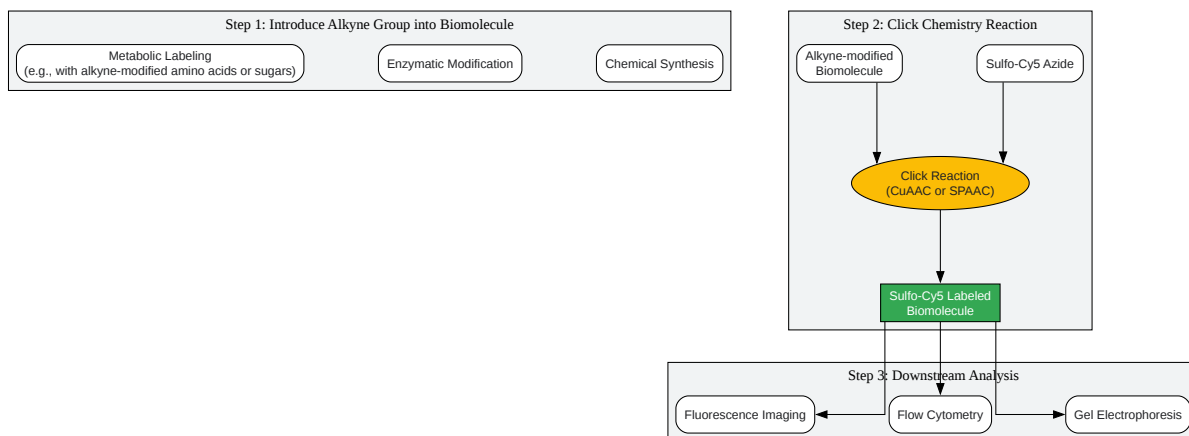 Step 1: Introduce Alkyne Group into Biomolecule
Metabolic Labeling
(e.g., with alkyne-modified amino acids or sugars)
Enzymatic Modification
Chemical Synthesis
Step 2: Click Chemistry Reaction
Alkyne-modified
Biomolecule
Sulfo-Cy5 Azide
Click Reaction
(CuAAC or SPAAC)
Sulfo-Cy5 Labeled
Biomolecule
Step 3: Downstream Analysis
Fluorescence Imaging
Flow Cytometry
Gel Electrophoresis